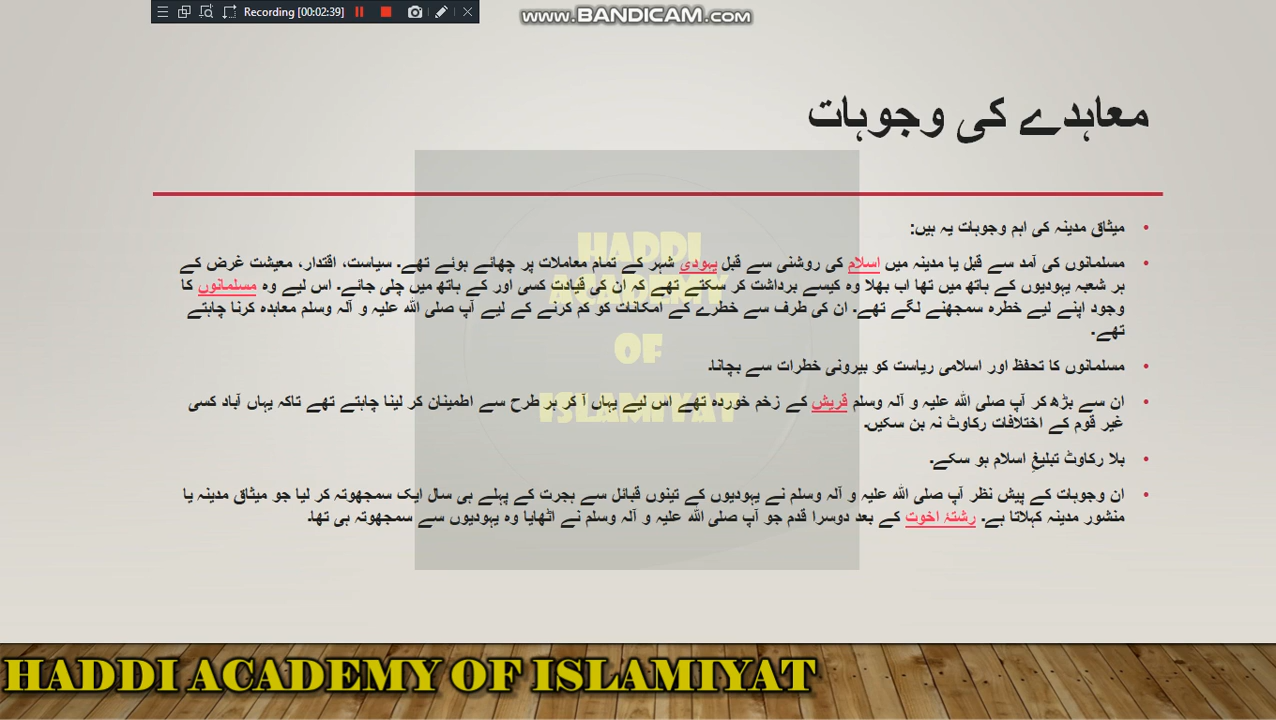 Recording [00:02:39]
www.BANDICAM.com
معاہدے کی وجوہات
میثاق مدینہ کی اہم وجوہات یہ ہیں:
مسلمانوں کی آمد سے قبل یا مدینہ میں اسلام کی روشنی سے قبل یہودی شہر کے تمام معاملات پر چھائے ہوئے تھے۔ سیاست، اقتدار، معیشت غرض کے
ہر شعبہ یہودیوں کے ہاتھ میں تھا اب بھلا وہ کیسے برداشت کر سکتے تھے کہ ان کی قیادت کسی اور کے ہاتھ میں چلی جائے۔ اس لیے وہ مسلمانوں کا
وجود اپنے لیے خطرہ سمجھنے لگے تھے۔ ان کی طرف سے خطرے کے امکانات کو کم کرنے کے لیے آپ صلی اللہ علیہ و آلہ وسلم معاہدہ کرنا چاہتے
تھے۔
مسلمانوں کا تحفظ اور اسلامی ریاست کو بیرونی خطرات سے بچانا۔
ان سے بڑھ کر آپ صلی اللہ علیہ و آلہ وسلم قریش کے زخم خوردہ تھے اس لیے یہاں آ کر ہر طرح سے اطمینان کر لینا چاہتے تھے تاکہ یہاں آباد کسی
غیر قوم کے اختلافات رکاوٹ نہ بن سکیں۔
بلا رکاوٹ تبلیغِ اسلام ہو سکے۔
ان وجوہات کے پیش نظر آپ صلی اللہ علیہ و آلہ وسلم نے یہودیوں کے تینوں قبائل سے ہجرت کے پہلے ہی سال ایک سمجھوتہ کر لیا جو میثاق مدینہ یا
منشور مدینہ کہلاتا ہے۔ رشتۂ اخوت کے بعد دوسرا قدم جو آپ صلی اللہ علیہ و آلہ وسلم نے اٹھایا وہ یہودیوں سے سمجھوتہ ہی تھا۔
HADDI
ACADEMY
OF
ISLAMIYAT
HADDI ACADEMY OF ISLAMIYAT